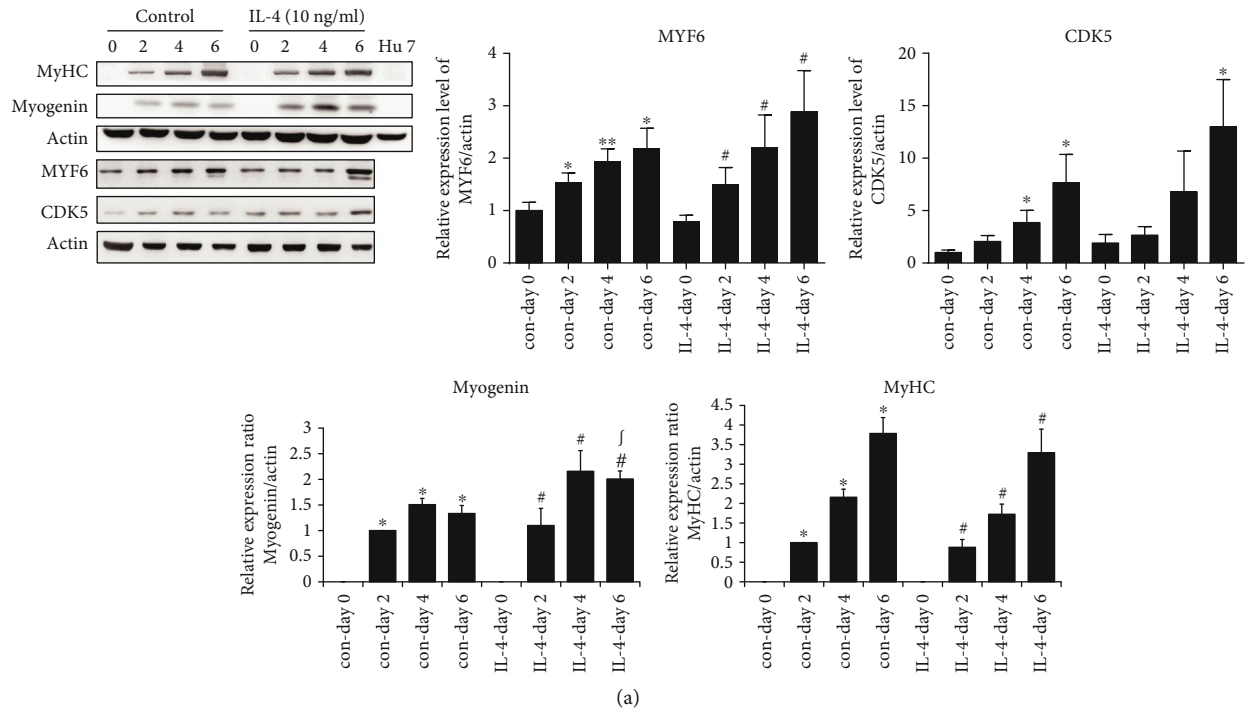 Control IL-4 (10 ng/ml)
0 2 4 6 0 2 4 6 Hu 7
MyHC
Myogenin
Actin
MYF6
CDK5
Actin
MYF6
Relative expression level of
MYF6/actin
5
4
3
2
1
0
* ** * # # #
con-day 0
con-day 2
con-day 4
con-day 6
IL-4-day 0
IL-4-day 2
IL-4-day 4
IL-4-day 6
CDK5
Relative expression level of
CDK5/actin
20
15
10
5
0
* * *
con-day 0
con-day 2
con-day 4
con-day 6
IL-4-day 0
IL-4-day 2
IL-4-day 4
IL-4-day 6
Myogenin
Relative expression ratio
Myogenin/actin
3
2.5
2
1.5
1
0.5
0
* * * # # ∫ #
con-day 0
con-day 2
con-day 4
con-day 6
IL-4-day 0
IL-4-day 2
IL-4-day 4
IL-4-day 6
MyHC
Relative expression ratio
MyHC/actin
4.5
4
3.5
3
2.5
2
1.5
1
0.5
0
* * * # # #
con-day 0
con-day 2
con-day 4
con-day 6
IL-4-day 0
IL-4-day 2
IL-4-day 4
IL-4-day 6
(a)